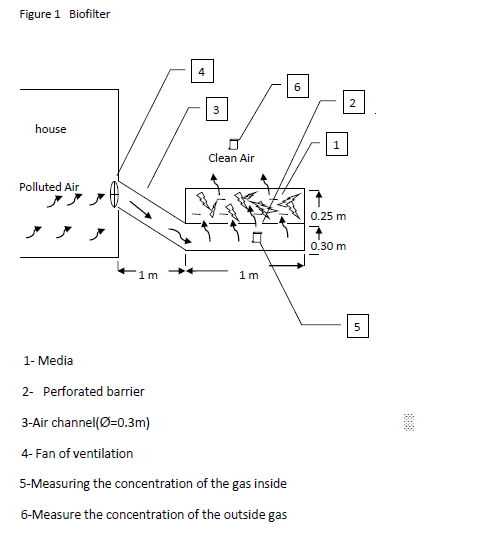 Figure 1 Biofilter
4
6
3
2
house
1
Clean Air
Polluted Air
0.25 m
0.30 m
1 m
1 m
5
1- Media
2- Perforated barrier
3-Air channel(Ø=0.3m)
4- Fan of ventilation
5-Measuring the concentration of the gas inside
6-Measure the concentration of the outside gas